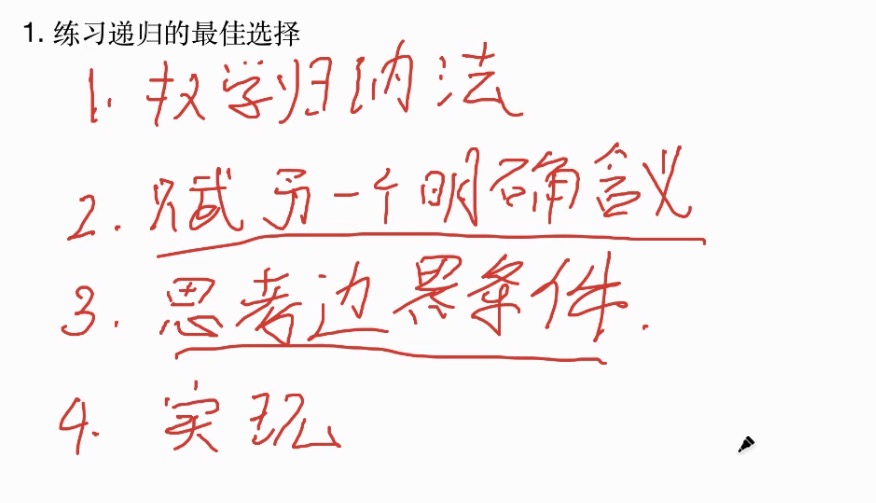 1. 练习递归的最佳选择
1. 数学归纳法
2. 赋予一个明确含义
3. 思考边界条件.
4. 实现